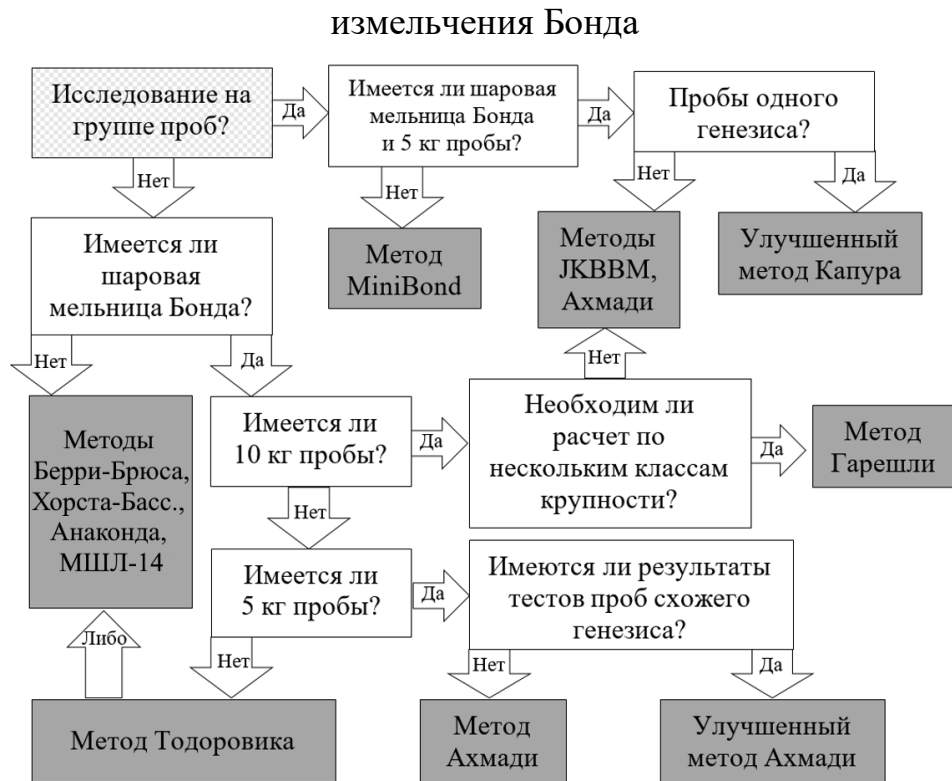 измельчения Бонда
Исследование на
группе проб?
Да
Имеется ли шаровая
мельница Бонда
и 5 кг пробы?
Да
Пробы одного
генезиса?
Нет
Нет
Нет
Да
Имеется ли
шаровая
мельница Бонда?
Метод
MiniBond
Методы
JKBBM,
Ахмади
Улучшенный
метод Капура
Нет
Да
Нет
Методы
Берри-Брюса,
Хорста-Басс.,
Анаконда,
МШЛ-14
Имеется ли
10 кг пробы?
Да
Необходим ли
расчет по
нескольким классам
крупности?
Да
Метод
Гарешли
Нет
Имеется ли
5 кг пробы?
Да
Имеются ли результаты
тестов проб схожего
генезиса?
Либо
Нет
Нет
Да
Метод Тодоровика
Метод
Ахмади
Улучшенный
метод Ахмади